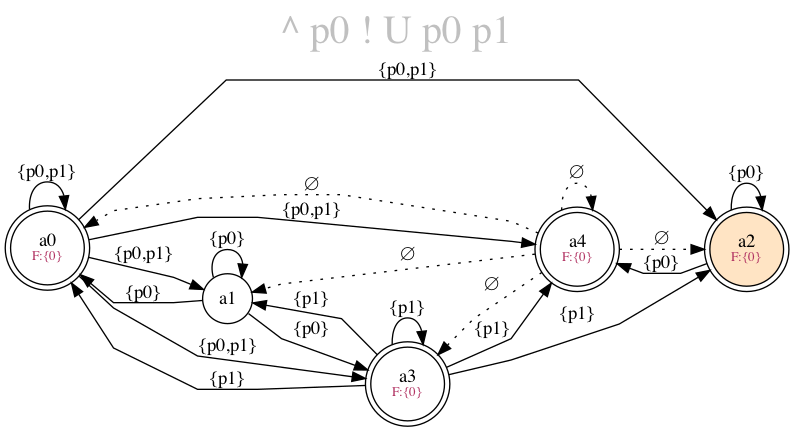 ^ p0 ! U p0 p1
{p0,p1}
{p0,p1}
∅
∅
{p0}
{p0,p1}
a0
F:{0}
{p0,p1}
{p0}
∅
a4
F:{0}
∅
{p0}
a2
F:{0}
{p0}
a1
∅
{p1}
{p0}
{p1}
{p1}
{p1}
{p0,p1}
{p1}
a3
F:{0}